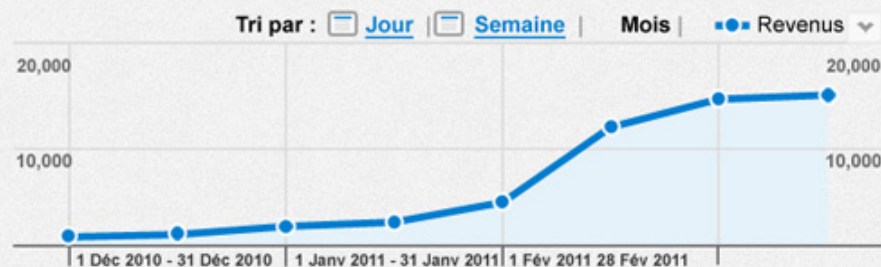 Tri par : Jour | Semaine | Mois | Revenus
20,000 20,000
10,000 10,000
1 Déc 2010 - 31 Déc 2010 1 Janv 2011 - 31 Janv 2011 1 Fév 2011 28 Fév 2011